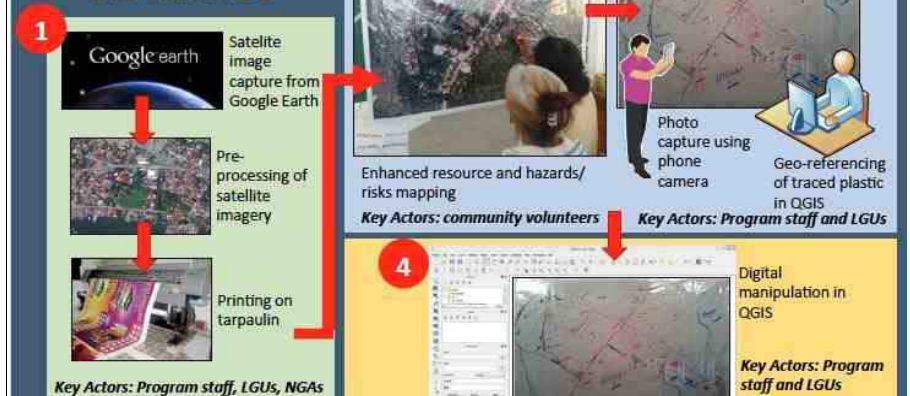 1
Google earth
Satelite
image
capture from
Google Earth
Pre-
processing of
satellite
imagery
Printing on
tarpaulin
Key Actors: Program staff, LGUs, NGAs
Enhanced resource and hazards/
risks mapping
Key Actors: community volunteers
Photo
capture using
phone
camera
Geo-referencing
of traced plastic
in QGIS
Key Actors: Program staff and LGUs
4
Digital
manipulation in
QGIS
Key Actors: Program
staff and LGUs